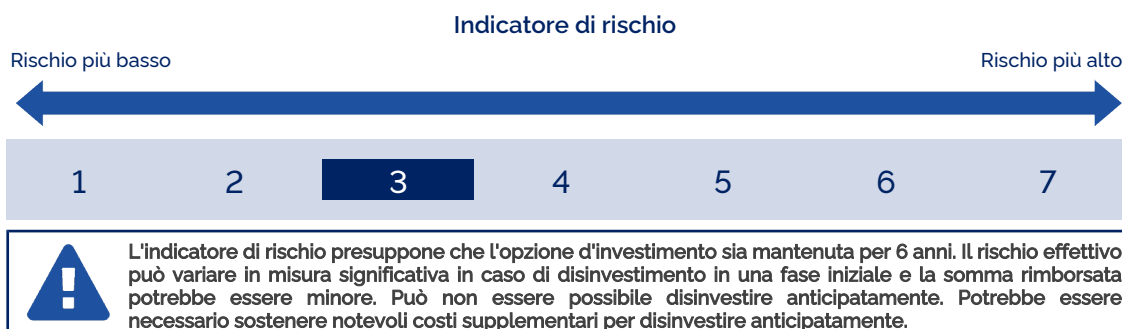 Indicatore di rischio
Rischio più basso
Rischio più alto
1 2 3 4 5 6 7
L'indicatore di rischio presuppone che l'opzione d'investimento sia mantenuta per 6 anni. Il rischio effettivo
può variare in misura significativa in caso di disinvestimento in una fase iniziale e la somma rimborsata
potrebbe essere minore. Può non essere possibile disinvestire anticipatamente. Potrebbe essere
necessario sostenere notevoli costi supplementari per disinvestire anticipatamente.